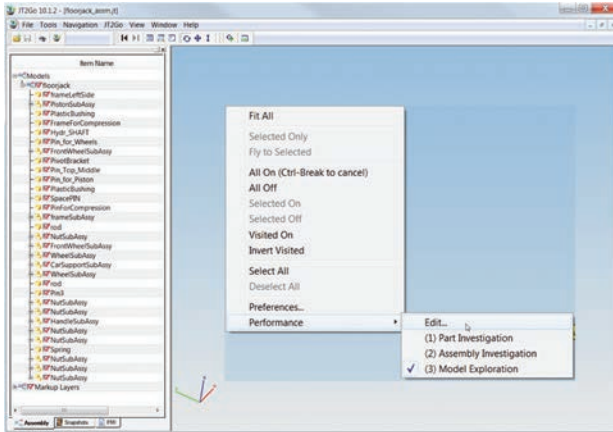 JT2Go 10.1.2 - [floorjack_asem.jt]
File Tools Navigation JT2Go View Window Help
Item Name
Models
floorjack
frameLeftSide
PistonSubAssy
PlasticBushing
FrameForCompression
Hydr_SHAFT
Pin_for_Wheels
FrontWheelSubAssy
PivotBracket
Pin_Top_Middle
Pin_for_Piston
PlasticBushing
SpacePIN
PinForCompression
frameSubAssy
rod
NutSubAssy
FrontWheelSubAssy
WheelSubAssy
CarSupportSubAssy
WheelSubAssy
rod
Pin3
NutSubAssy
NutSubAssy
HandleSubAssy
NutSubAssy
NutSubAssy
Spring
NutSubAssy
NutSubAssy
NutSubAssy
Markup Layers
Assembly Snapshots PMI
Fit All
Selected Only
Fly to Selected
All On (Ctrl-Break to cancel)
All Off
Selected On
Selected Off
Visited On
Invert Visited
Select All
Deselect All
Preferences...
Performance
Edit...
(1) Part Investigation
(2) Assembly Investigation
(3) Model Exploration